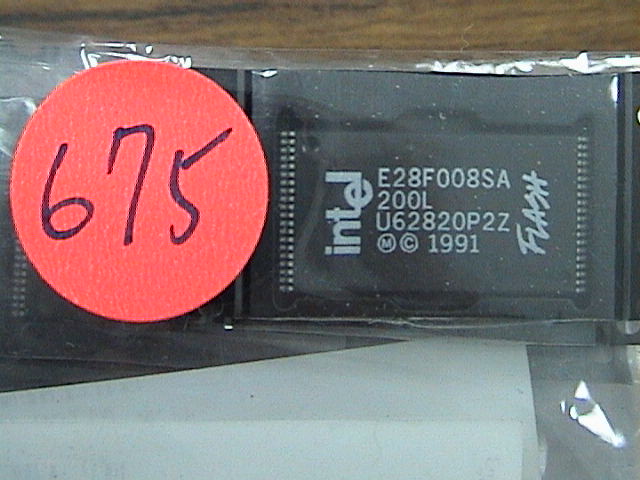 675
intel
E28F008SA
200L
U62820P2Z
Ⓜ © 1991
FLASH